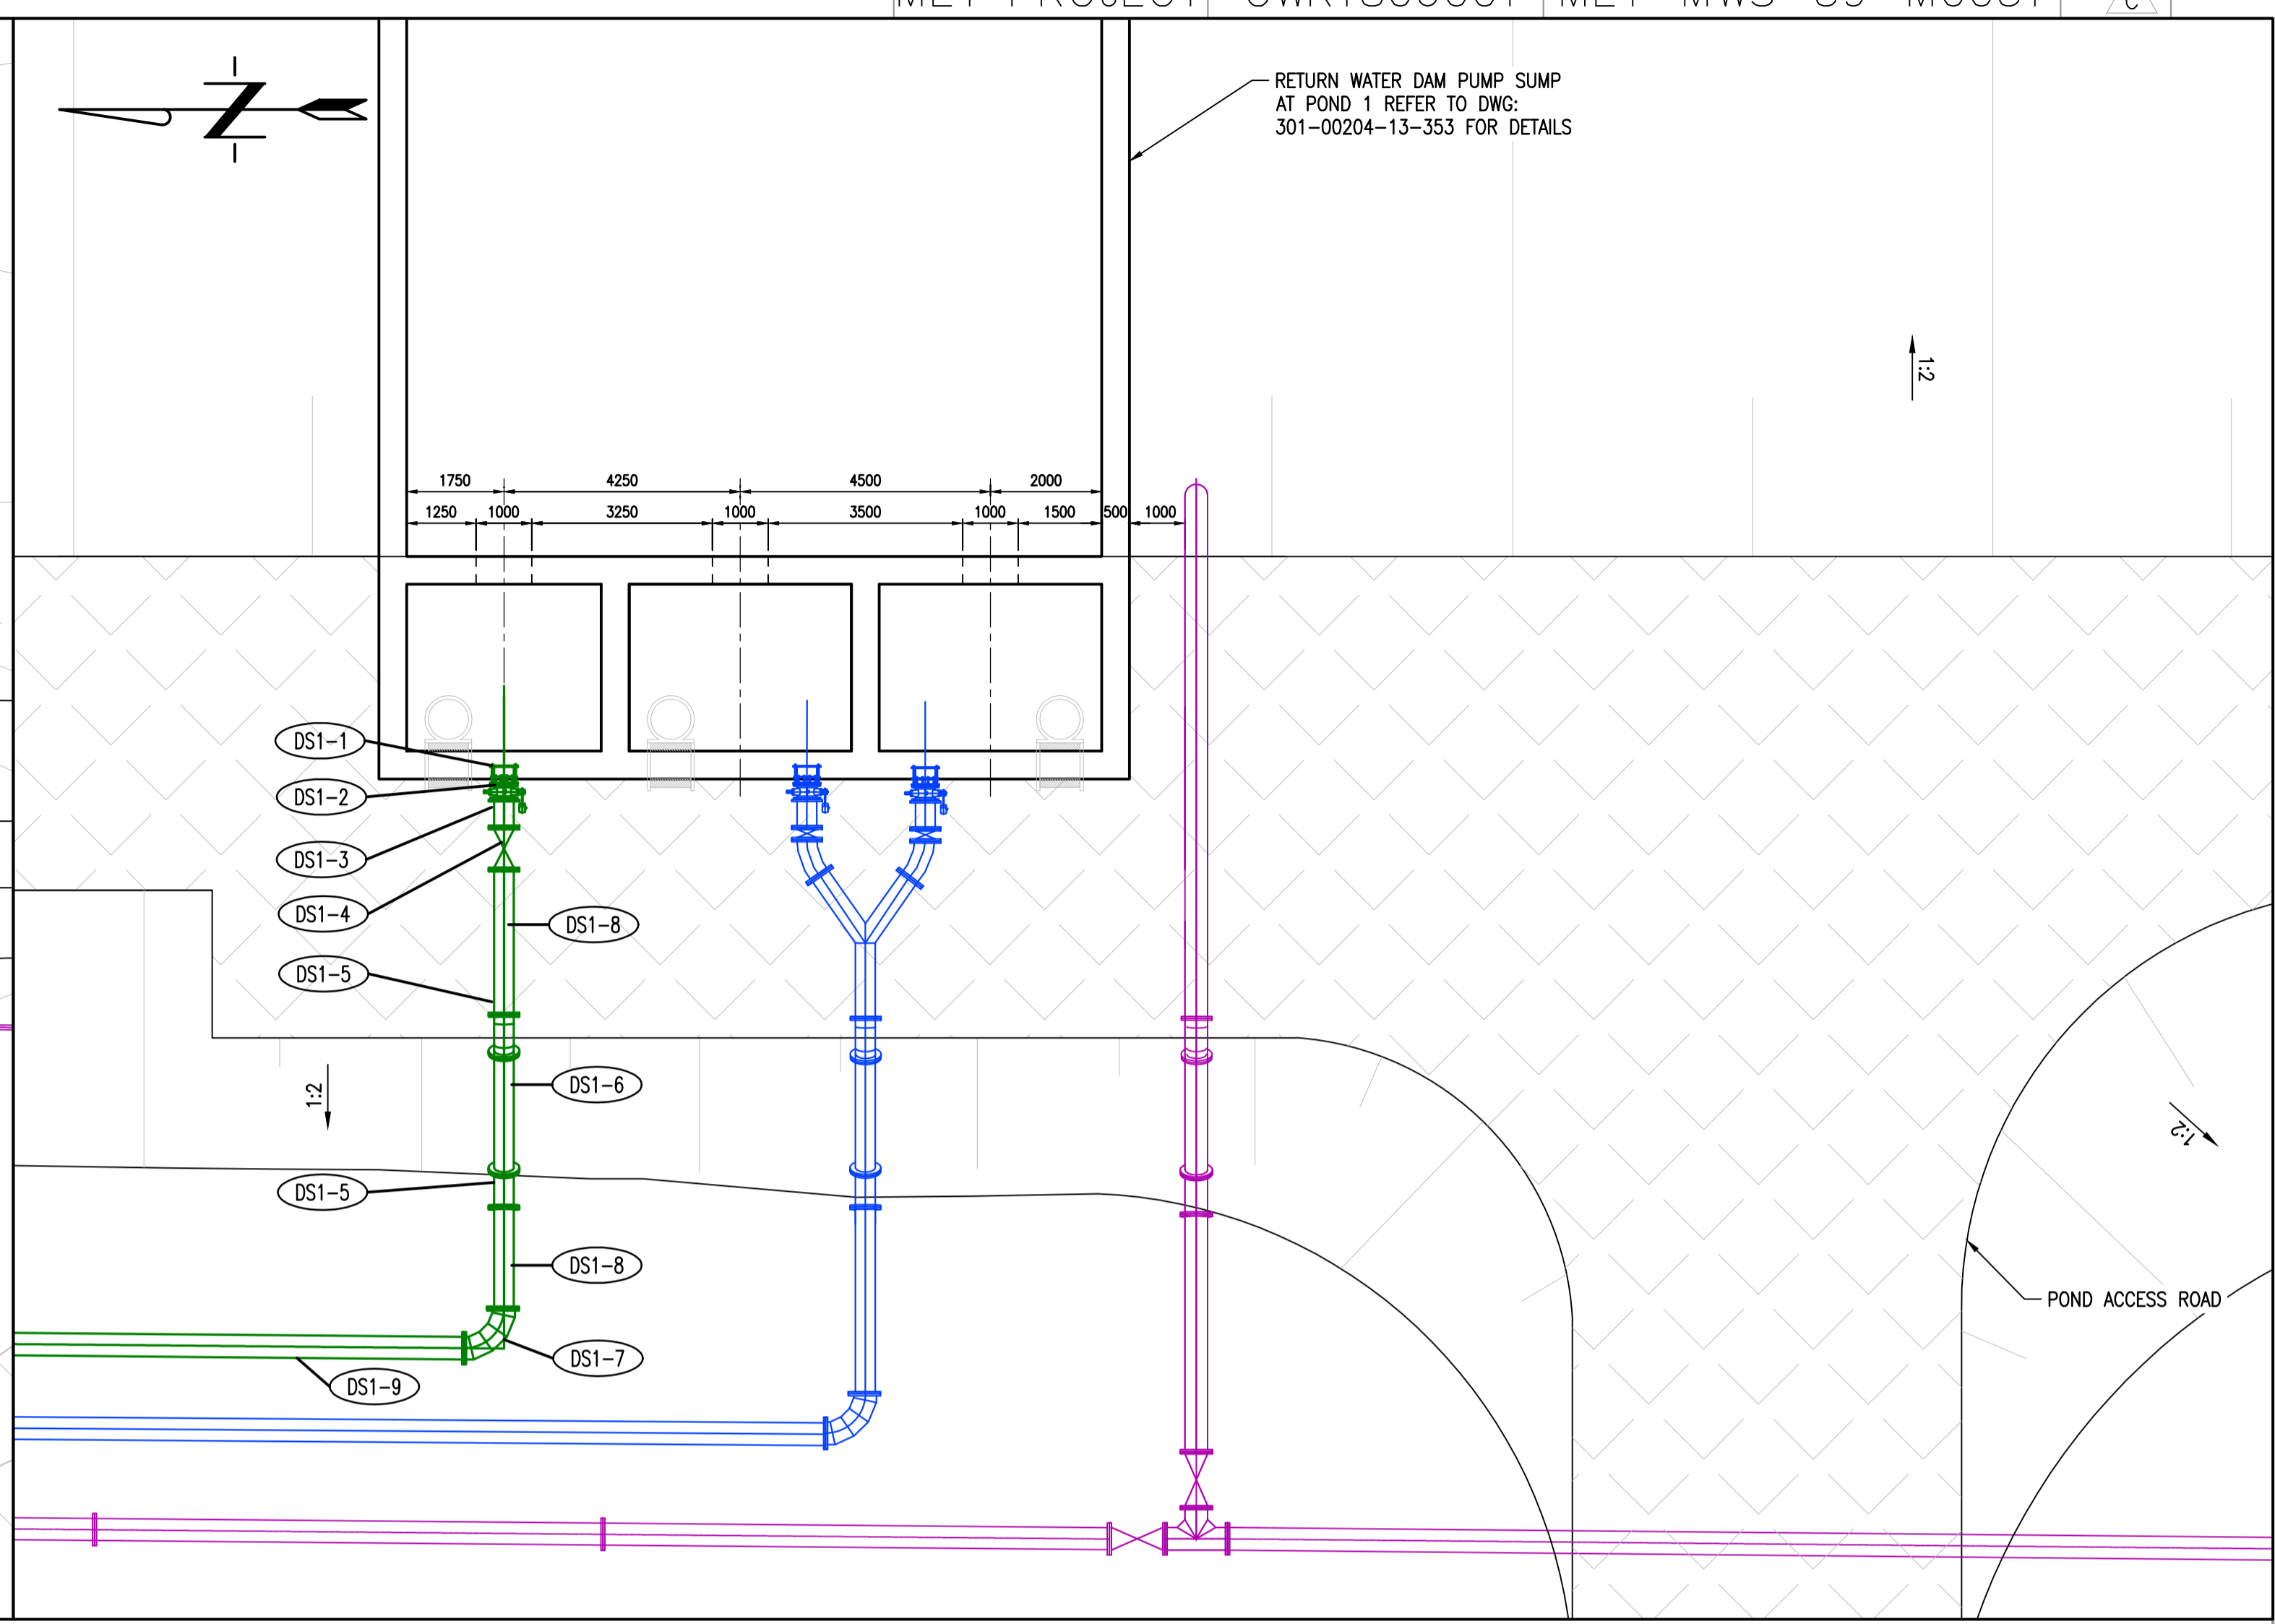 RETURN WATER DAM PUMP SUMP
AT POND 1 REFER TO DWG:
301-00204-13-353 FOR DETAILS
1:2
1750 4250 4500 2000
1250 1000 3250 1000 3500 1000 1500 500 1000
DS1-1
DS1-2
DS1-3
DS1-4
DS1-8
DS1-5
DS1-6
1:2
1:2
DS1-5
DS1-8
POND ACCESS ROAD
DS1-7
DS1-9